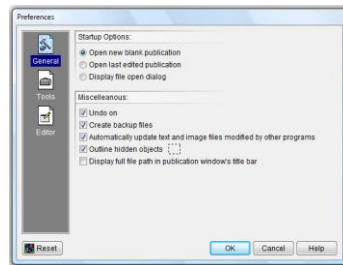 Preferences
General
Tools
Editor
Startup Options:
Open new blank publication
Open last edited publication
Display file open dialog
Miscelleanous:
Undo on
Create backup files
Automatically update text and image files modified by other programs
Outline hidden objects
Display full file path in publication window's title bar
Reset
OK
Cancel
Help